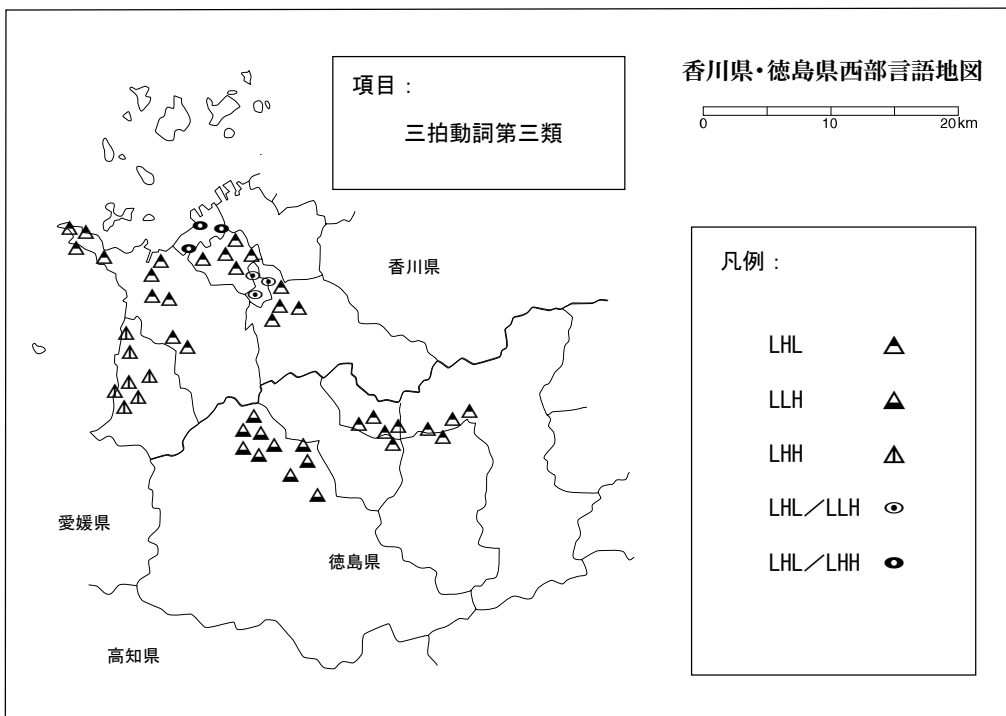 項目：
三拍動詞第三類
香川県・徳島県西部言語地図
0 10 20km
香川県
凡例：
LHL
LLH
LHH
LHL／LLH
LHL／LHH
愛媛県
徳島県
高知県